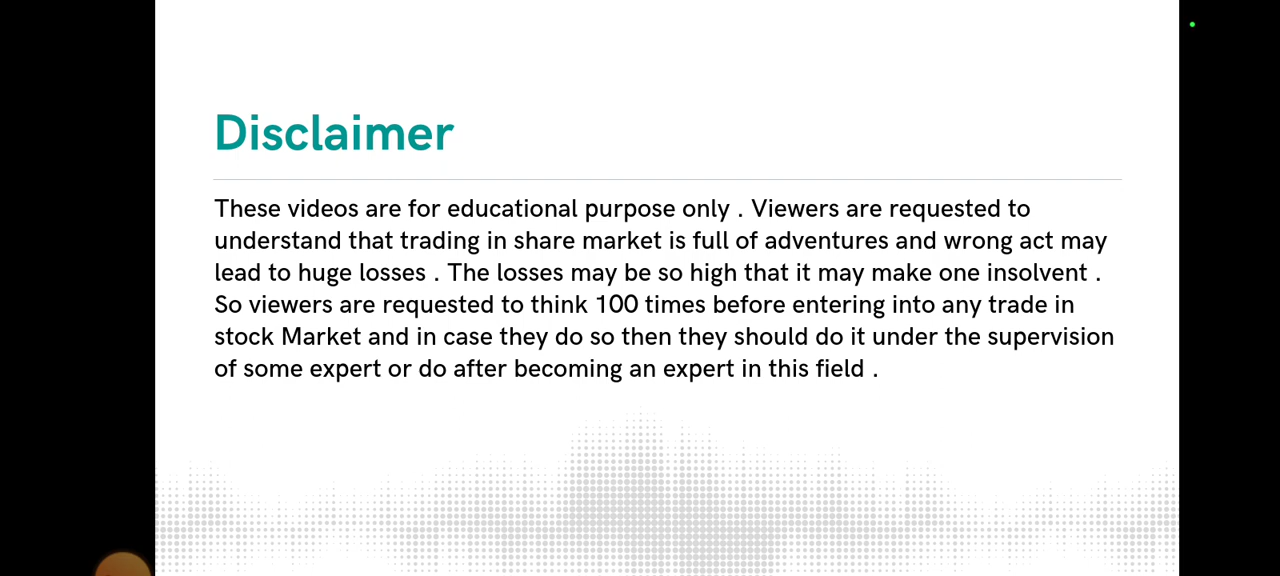 Disclaimer
These videos are for educational purpose only . Viewers are requested to
understand that trading in share market is full of adventures and wrong act may
lead to huge losses . The losses may be so high that it may make one insolvent .
So viewers are requested to think 100 times before entering into any trade in
stock Market and in case they do so then they should do it under the supervision
of some expert or do after becoming an expert in this field .